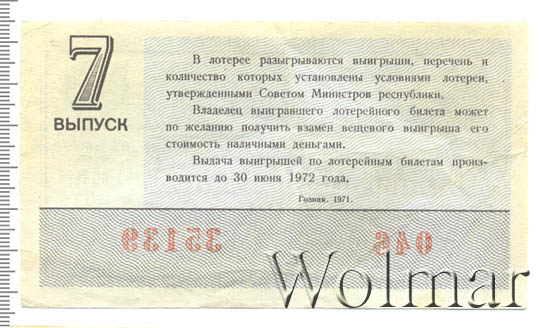 7
ВЫПУСК
В лотерее разыгрываются выигрыши, перечень и
количество которых установлены условиями лотереи,
утвержденными Советом Министров республики.
Владелец выигравшего лотерейного билета может
по желанию получить взамен вещевого выигрыша его
стоимость наличными деньгами.
Выдача выигрышей по лотерейным билетам произ-
водится до 30 июня 1972 года.
Гознак. 1971.
35139 046
Wolmar